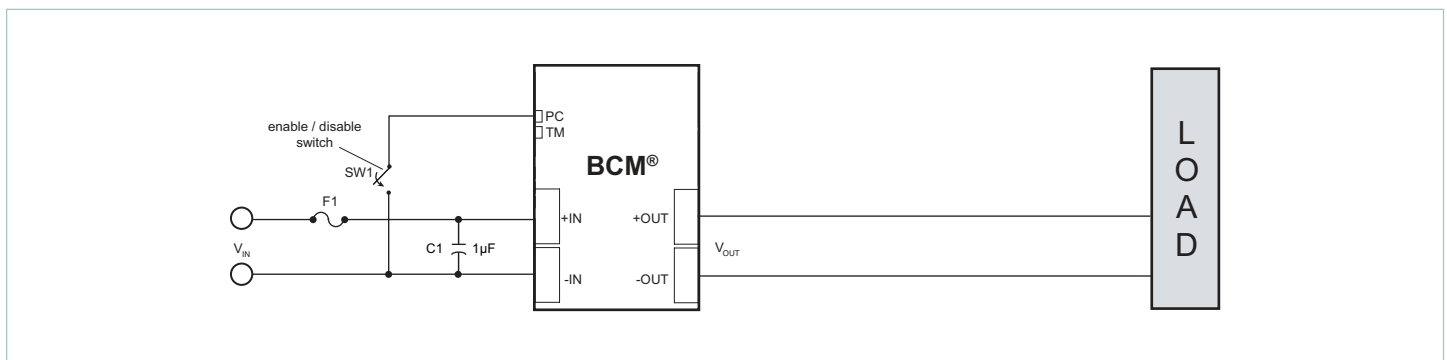 enable / disable
switch
SW1
F1
V_IN
C1 1µF
PC
TM
BCM®
+IN
-IN
+OUT
-OUT
V_OUT
L
O
A
D